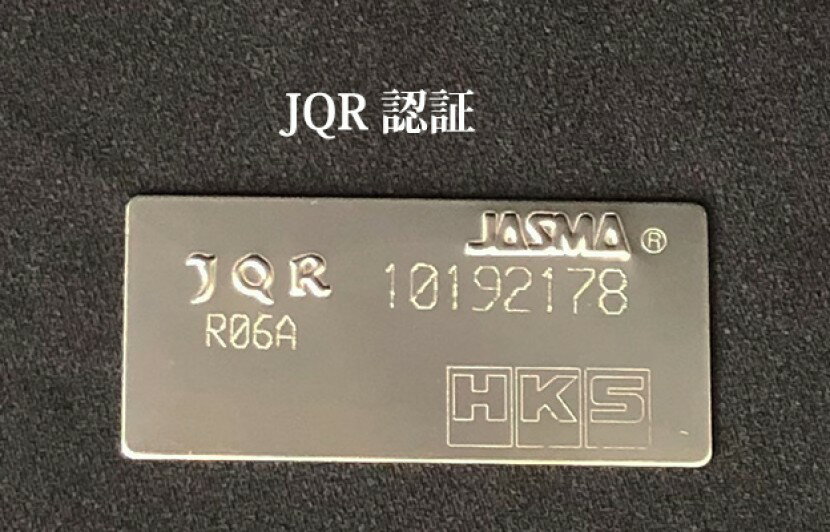 JQR 認証
JASMA ®
JQR 10192178
R06A
HKS